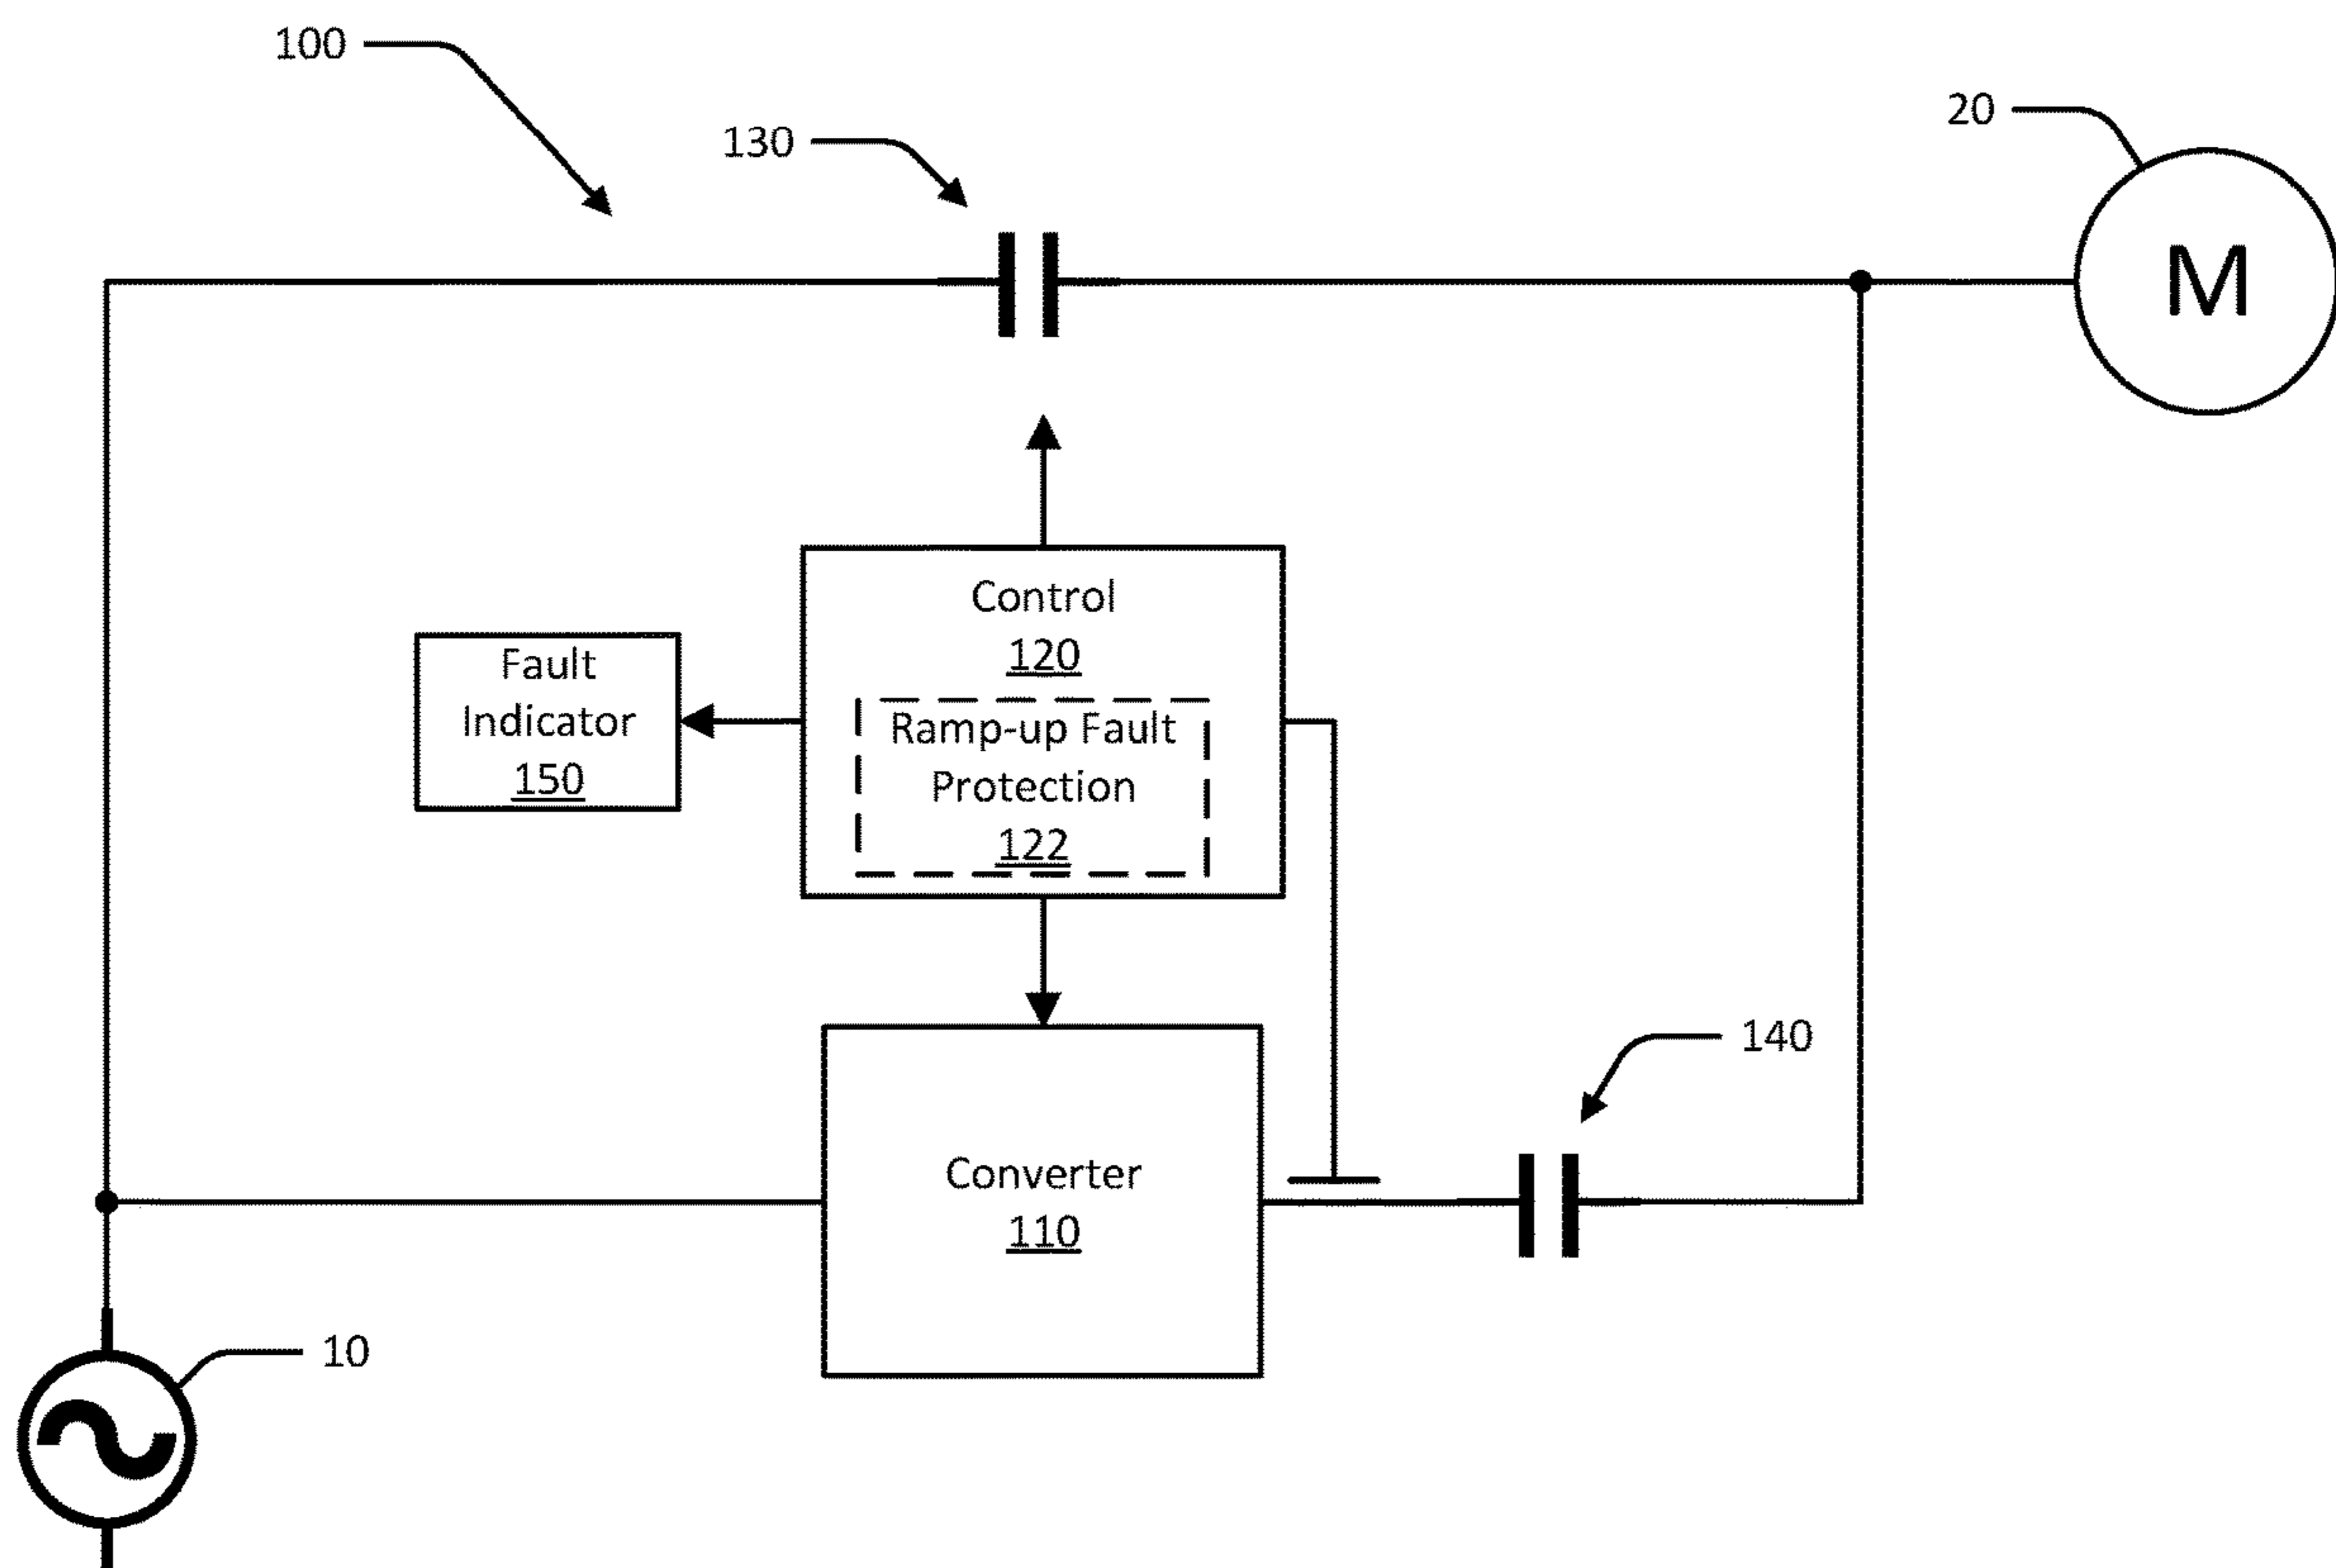 100
20
130
M
Control
120
Fault
Indicator
150
Ramp-up Fault
Protection
122
140
Converter
110
10